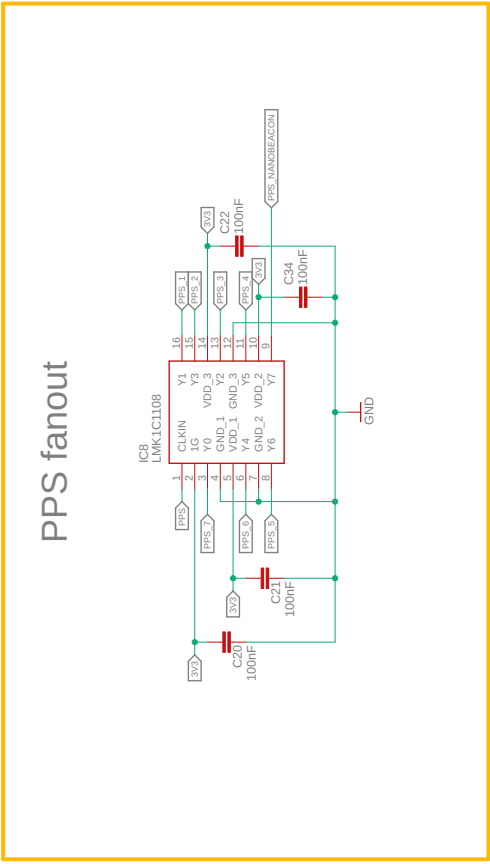 PPS fanout
IC8
LMK1C1108
PPS
3V3
PPS_7
3V3
PPS_6
PPS_5
1
2
3
4
5
6
7
8
CLKIN
1G
Y0
GND_1
VDD_1
Y4
GND_2
Y6
Y1
Y3
VDD_3
Y2
GND_3
Y5
VDD_2
Y7
16
15
14
13
12
11
10
9
PPS_1
PPS_2
3V3
PPS_3
PPS_4
3V3
PPS_NANOBEACON
C20
100nF
C21
100nF
C22
100nF
C34
100nF
GND